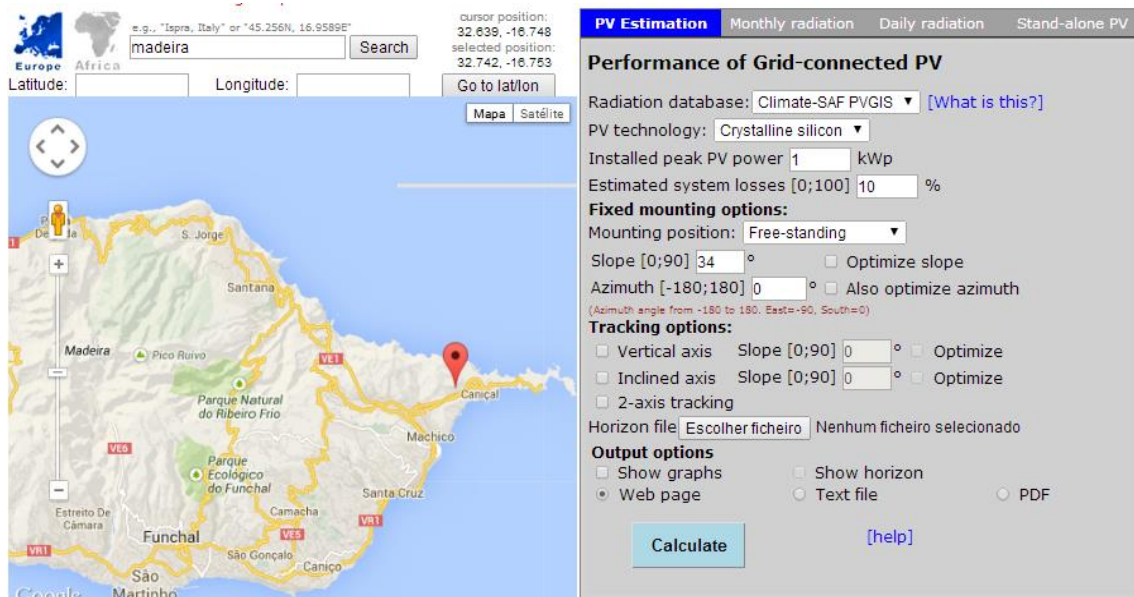 e.g., "Ispra, Italy" or "45.256N, 16.9589E"
cursor position:
32.639, -16.748
Europe
Africa
madeira
Search
selected position:
32.742, -16.753
Latitude:
Longitude:
Go to lat/lon
Mapa
Satélite
S. Jorge
Santana
Madeira
Pico Ruivo
VE1
Parque Natural
do Ribeiro Frio
Caniçal
Machico
VE6
Parque
Ecológico
do Funchal
Santa Cruz
Estreito De
Câmara
Camacha
VR1
VE5
VR1
Funchal
São Gonçalo
Caniço
São
Martinho
Google
PV Estimation
Monthly radiation
Daily radiation
Stand-alone PV
Performance of Grid-connected PV
Radiation database: Climate-SAF PVGIS [What is this?]
PV technology: Crystalline silicon
Installed peak PV power 1 kWp
Estimated system losses [0;100] 10 %
Fixed mounting options:
Mounting position: Free-standing
Slope [0;90] 34 ° Optimize slope
Azimuth [-180;180] 0 ° Also optimize azimuth
(Azimuth angle from -180 to 180. East=-90, South=0)
Tracking options:
Vertical axis Slope [0;90] 0 ° Optimize
Inclined axis Slope [0;90] 0 ° Optimize
2-axis tracking
Horizon file Escolher ficheiro Nenhum ficheiro selecionado
Output options
Show graphs Show horizon
Web page Text file PDF
Calculate [help]